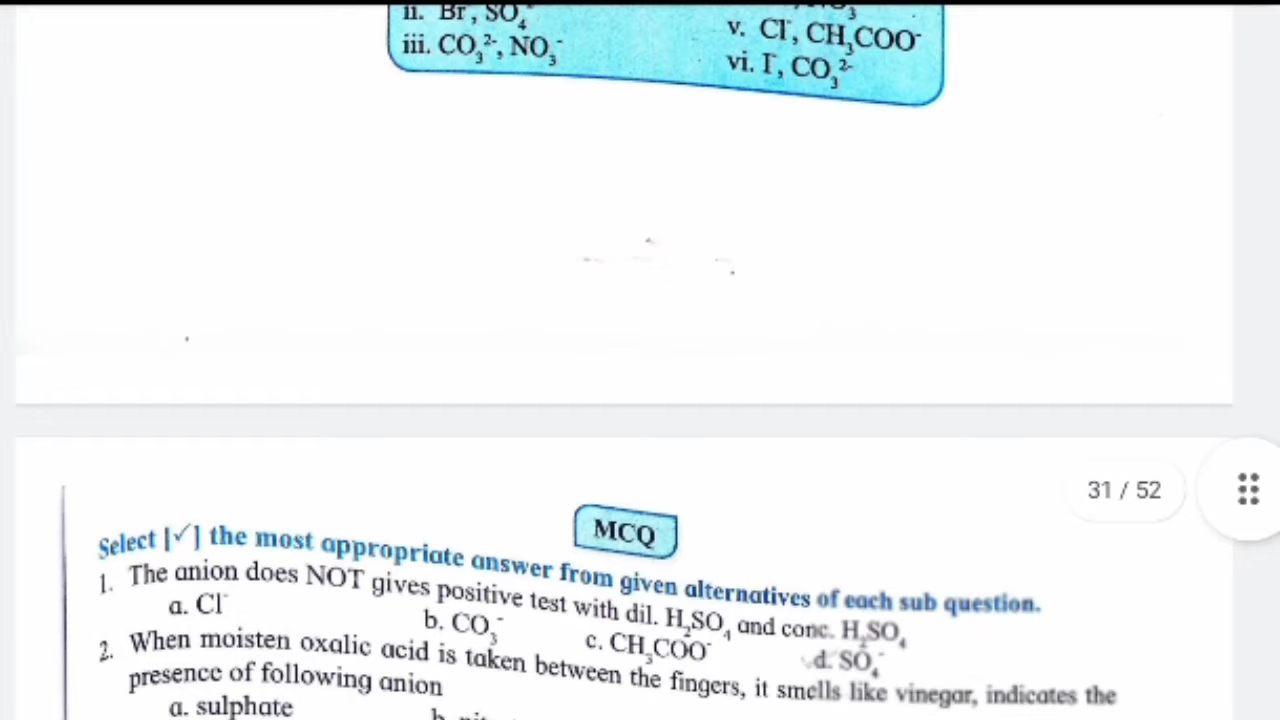 ii. Br⁻, SO₄²⁻
iii. CO₃²⁻, NO₃⁻
v. Cl⁻, CH₃COO⁻
vi. I⁻, CO₃²⁻
31 / 52
MCQ
Select [✓] the most appropriate answer from given alternatives of each sub question.
1. The anion does NOT gives positive test with dil. H₂SO₄ and conc. H₂SO₄
a. Cl⁻ b. CO₃⁻ c. CH₃COO⁻ d. SO₄⁻
2. When moisten oxalic acid is taken between the fingers, it smells like vinegar, indicates the
presence of following anion
a. sulphate b.